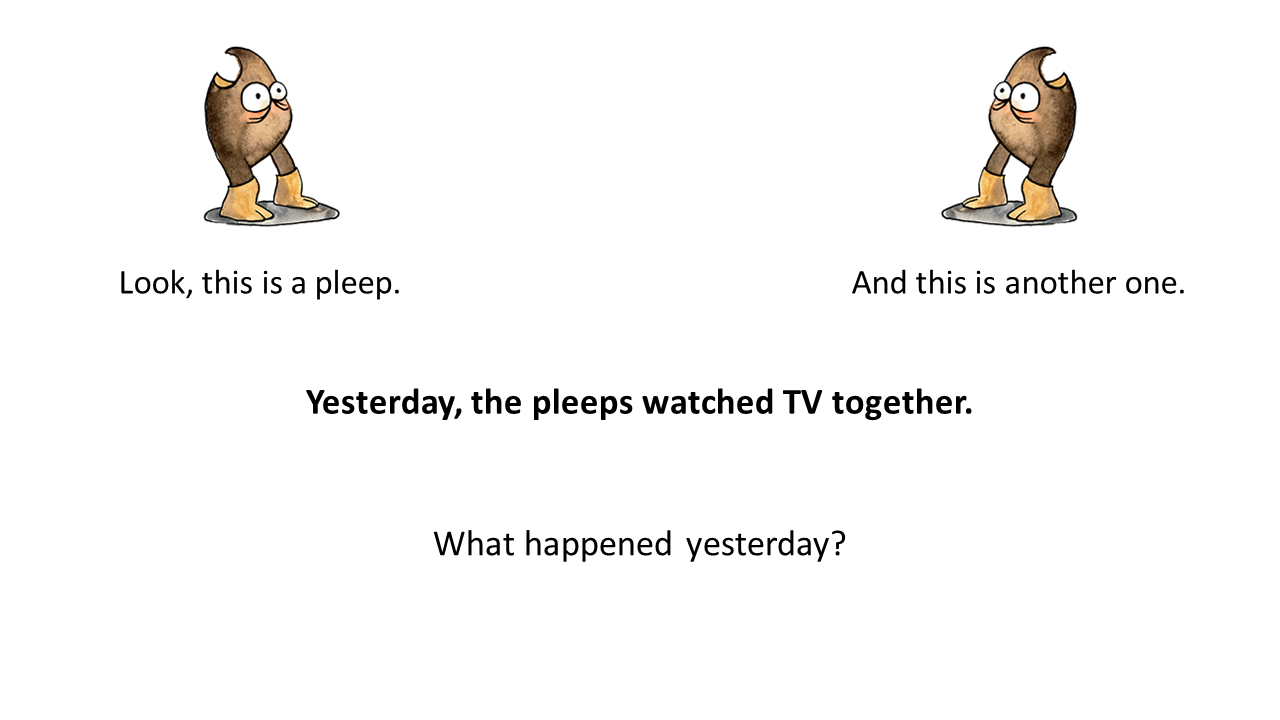 Look, this is a pleep.
And this is another one.
Yesterday, the pleeps watched TV together.
What happened yesterday?